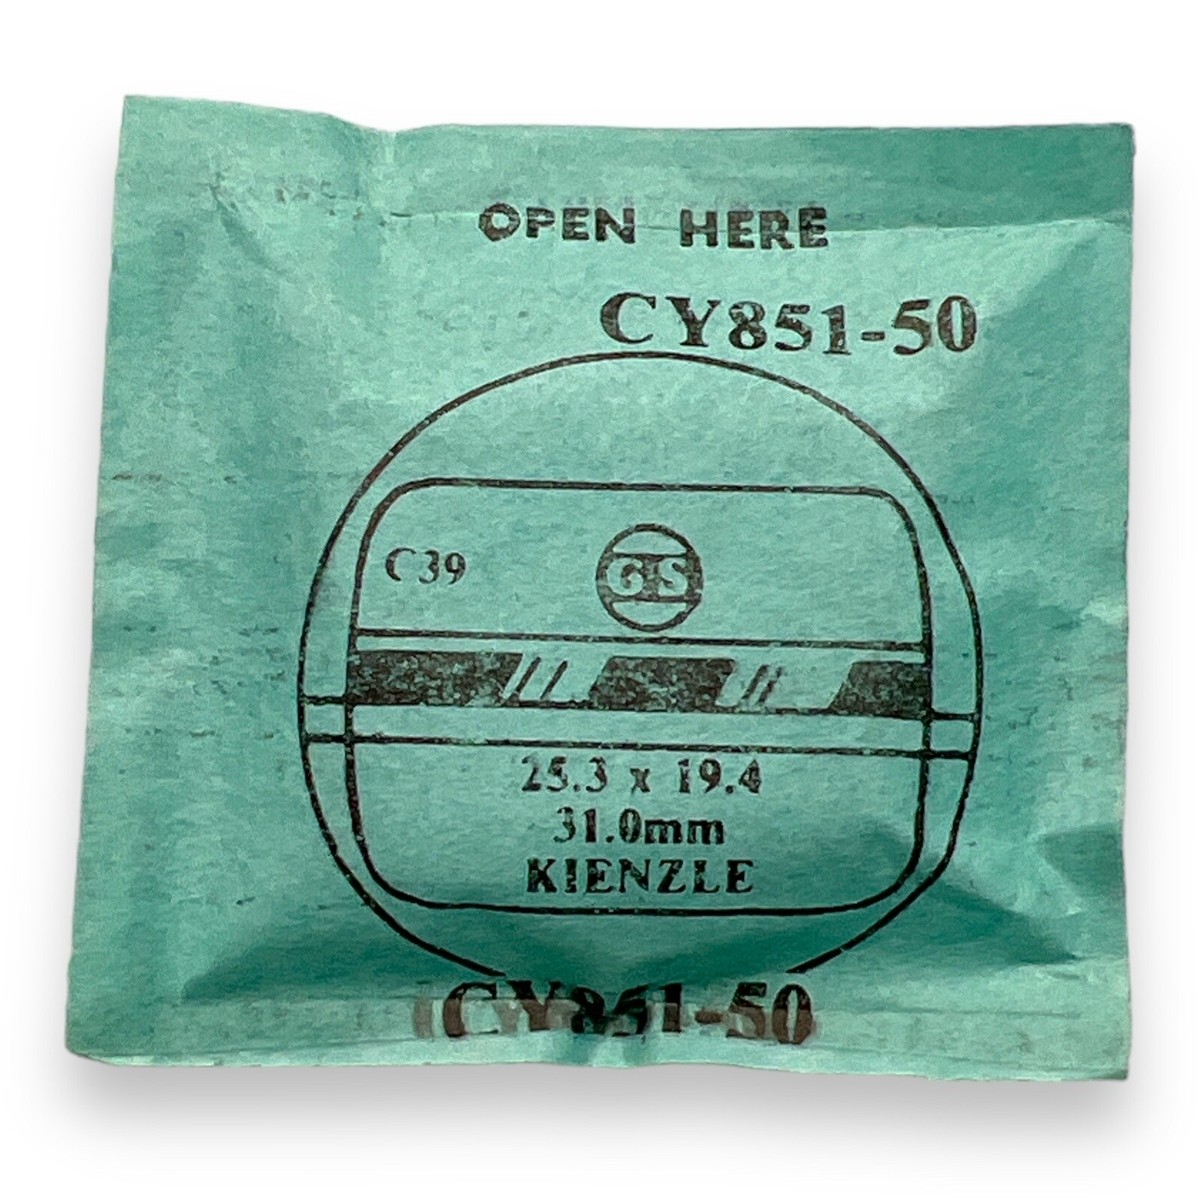 OPEN HERE
CY851-50
C39
GS
25.3 x 19.4
31.0mm
KIENZLE
CY851-50